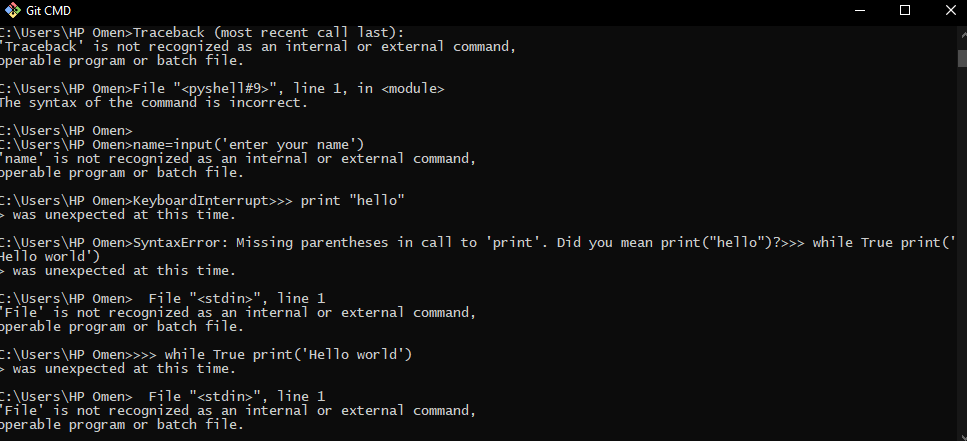 Git CMD
C:\Users\HP Omen>Traceback (most recent call last):
'Traceback' is not recognized as an internal or external command,
operable program or batch file.
C:\Users\HP Omen>File "<pyshell#9>", line 1, in <module>
The syntax of the command is incorrect.
C:\Users\HP Omen>
C:\Users\HP Omen>name=input('enter your name')
'name' is not recognized as an internal or external command,
operable program or batch file.
C:\Users\HP Omen>KeyboardInterrupt>>> print "hello"
> was unexpected at this time.
C:\Users\HP Omen>SyntaxError: Missing parentheses in call to 'print'. Did you mean print("hello")?>>> while True print('
Hello world')
> was unexpected at this time.
C:\Users\HP Omen>  File "<stdin>", line 1
'File' is not recognized as an internal or external command,
operable program or batch file.
C:\Users\HP Omen>>>> while True print('Hello world')
> was unexpected at this time.
C:\Users\HP Omen>  File "<stdin>", line 1
'File' is not recognized as an internal or external command,
operable program or batch file.